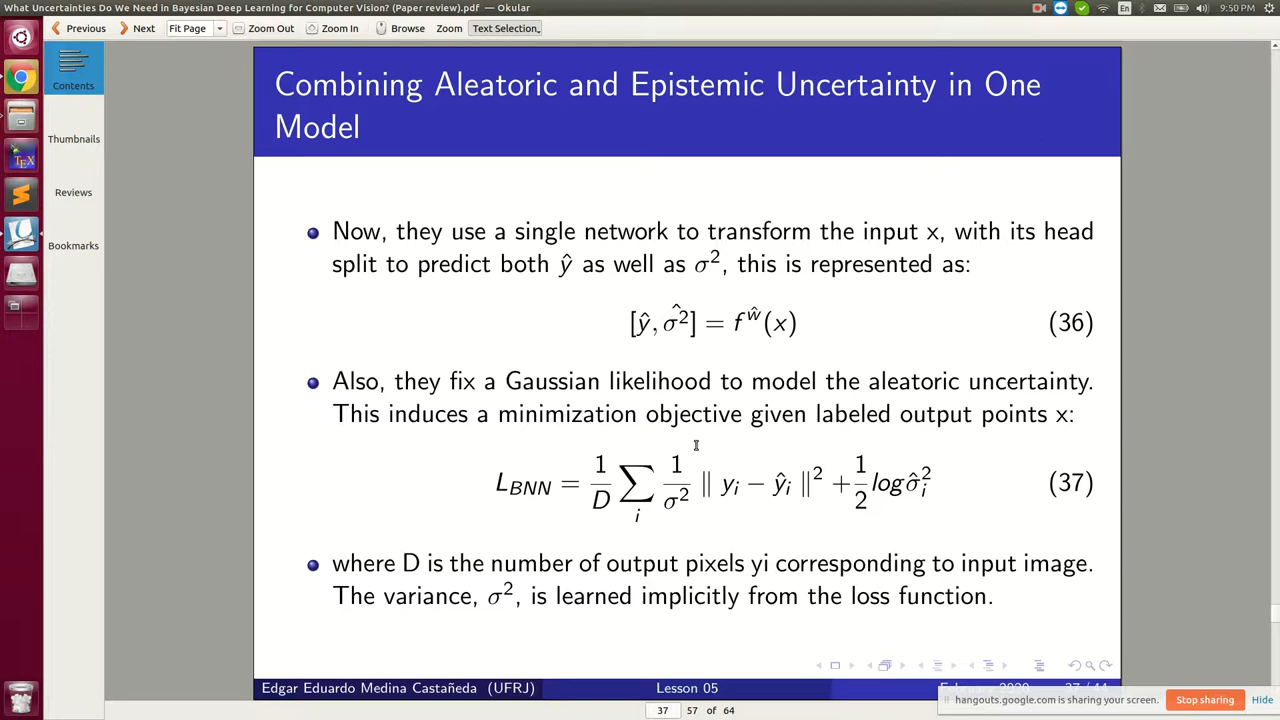 What Uncertainties Do We Need in Bayesian Deep Learning for Computer Vision? (Paper review).pdf – Okular
En
9:50 PM
Previous
Next
Fit Page
Zoom Out
Zoom In
Browse
Zoom
Text Selection
Contents
Thumbnails
Reviews
Bookmarks
TEX
Combining Aleatoric and Epistemic Uncertainty in One
Model
Now, they use a single network to transform the input x, with its head
split to predict both ŷ as well as σ², this is represented as:
[ŷ, σ̂²] = f^ŵ(x) (36)
Also, they fix a Gaussian likelihood to model the aleatoric uncertainty.
This induces a minimization objective given labeled output points x:
L_BNN = 1/D ∑_i 1/σ² ‖ y_i − ŷ_i ‖² + 1/2 log σ̂_i² (37)
where D is the number of output pixels yi corresponding to input image.
The variance, σ², is learned implicitly from the loss function.
Edgar Eduardo Medina Castañeda (UFRJ)
Lesson 05
February 2020
37 / 44
hangouts.google.com is sharing your screen.
Stop sharing
Hide
37
57 of 64